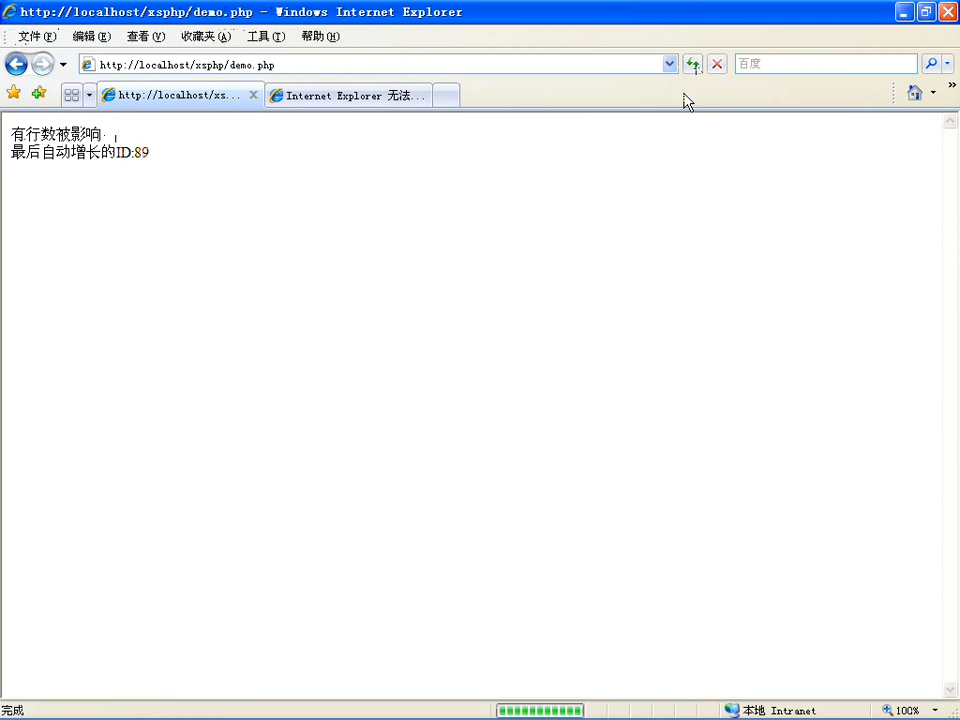 http://localhost/xsphp/demo.php - Windows Internet Explorer
文件(F) 编辑(E) 查看(V) 收藏夹(A) 工具(T) 帮助(H)
http://localhost/xsphp/demo.php 百度
http://localhost/xs... Internet Explorer 无法...
有行数被影响
最后自动增长的ID:89
完成 本地 Intranet 100%